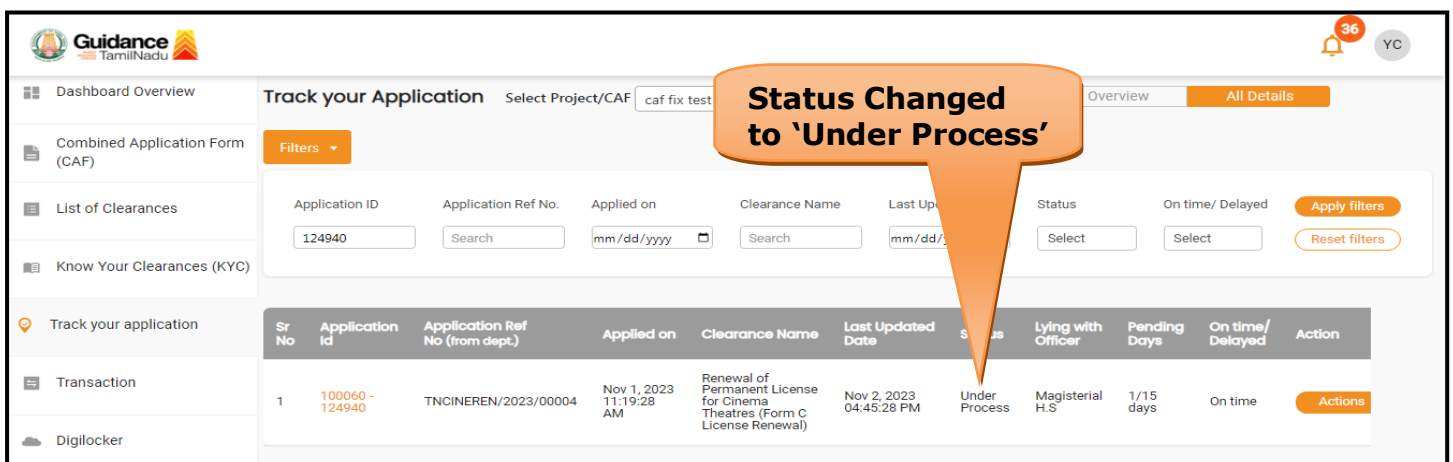 Guidance
TamilNadu
36
YC
Dashboard Overview
Combined Application Form
(CAF)
List of Clearances
Know Your Clearances (KYC)
Track your application
Transaction
Digilocker
Track your Application Select Project/CAF caf fix test
Overview All Details
Status Changed
to ‘Under Process’
Filters
Application ID Application Ref No. Applied on Clearance Name Last Status On time/ Delayed Apply filters
124940 Search mm/dd/yyyy Search mm/dd/ Select Select Reset filters
Sr
No
Application
Id
Application Ref
No (from dept.)
Applied on
Clearance Name
Last Updated
Date
Lying with
Officer
Pending
Days
On time/
Delayed
Action
1
100060 -
124940
TNCINEREN/2023/00004
Nov 1, 2023
11:19:28
AM
Renewal of
Permanent License
for Cinema
Theatres (Form C
License Renewal)
Nov 2, 2023
04:45:28 PM
Under
Process
Magisterial
H.S
1/15
days
On time
Actions